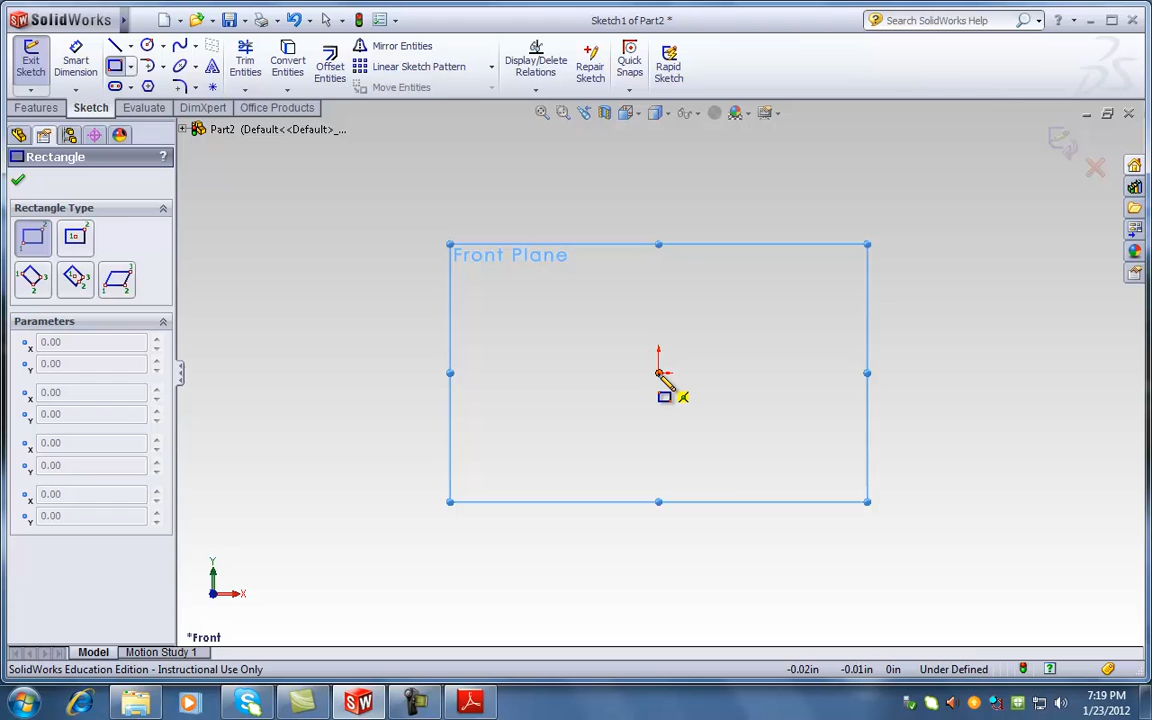 SolidWorks
Sketch1 of Part2 *
Search SolidWorks Help
Exit Sketch
Smart Dimension
Trim Entities
Convert Entities
Offset Entities
Mirror Entities
Linear Sketch Pattern
Move Entities
Display/Delete Relations
Repair Sketch
Quick Snaps
Rapid Sketch
Features
Sketch
Evaluate
DimXpert
Office Products
Part2 (Default<<Default>_...
Rectangle
?
Rectangle Type
Parameters
X 0.00
Y 0.00
X 0.00
Y 0.00
X 0.00
Y 0.00
X 0.00
Y 0.00
Front Plane
Y
X
*Front
Model
Motion Study 1
SolidWorks Education Edition - Instructional Use Only
-0.02in
-0.01in
0in
Under Defined
7:19 PM
1/23/2012